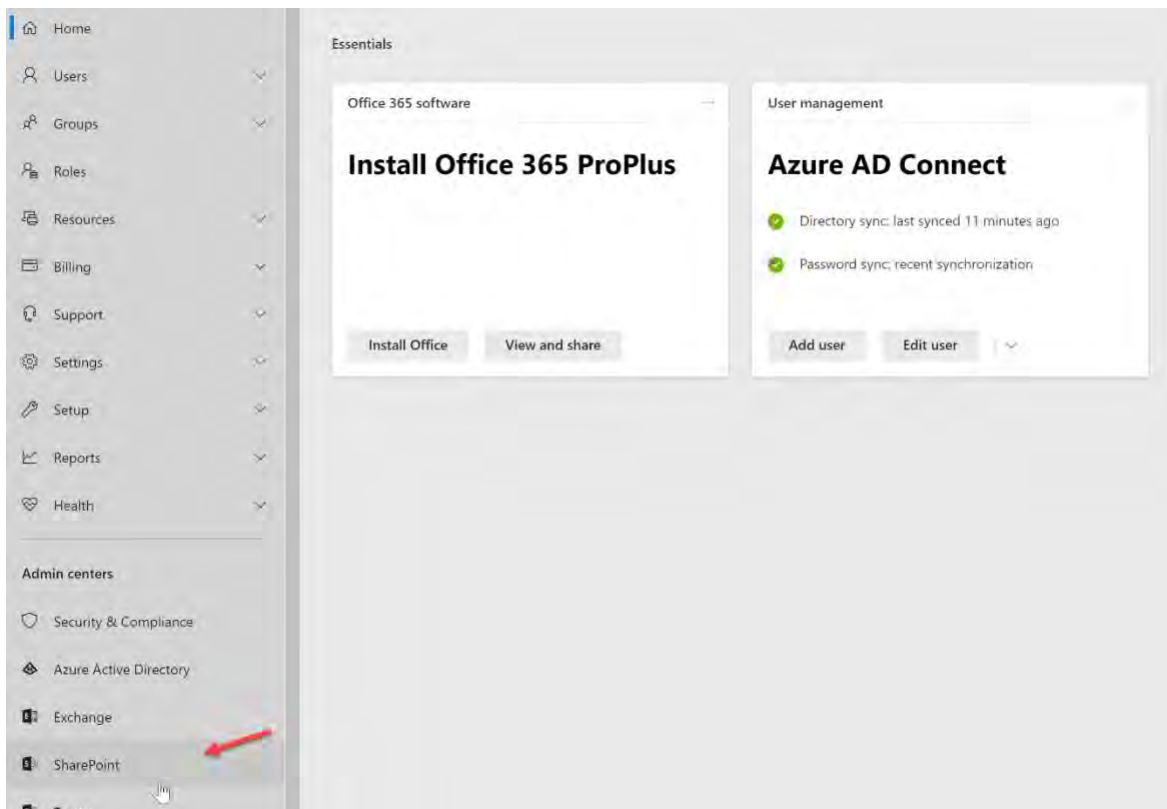 Home
Users
Groups
Roles
Resources
Billing
Support
Settings
Setup
Reports
Health
Admin centers
Security & Compliance
Azure Active Directory
Exchange
SharePoint
Essentials
Office 365 software
Install Office 365 ProPlus
Install Office
View and share
User management
Azure AD Connect
Directory sync: last synced 11 minutes ago
Password sync: recent synchronization
Add user
Edit user